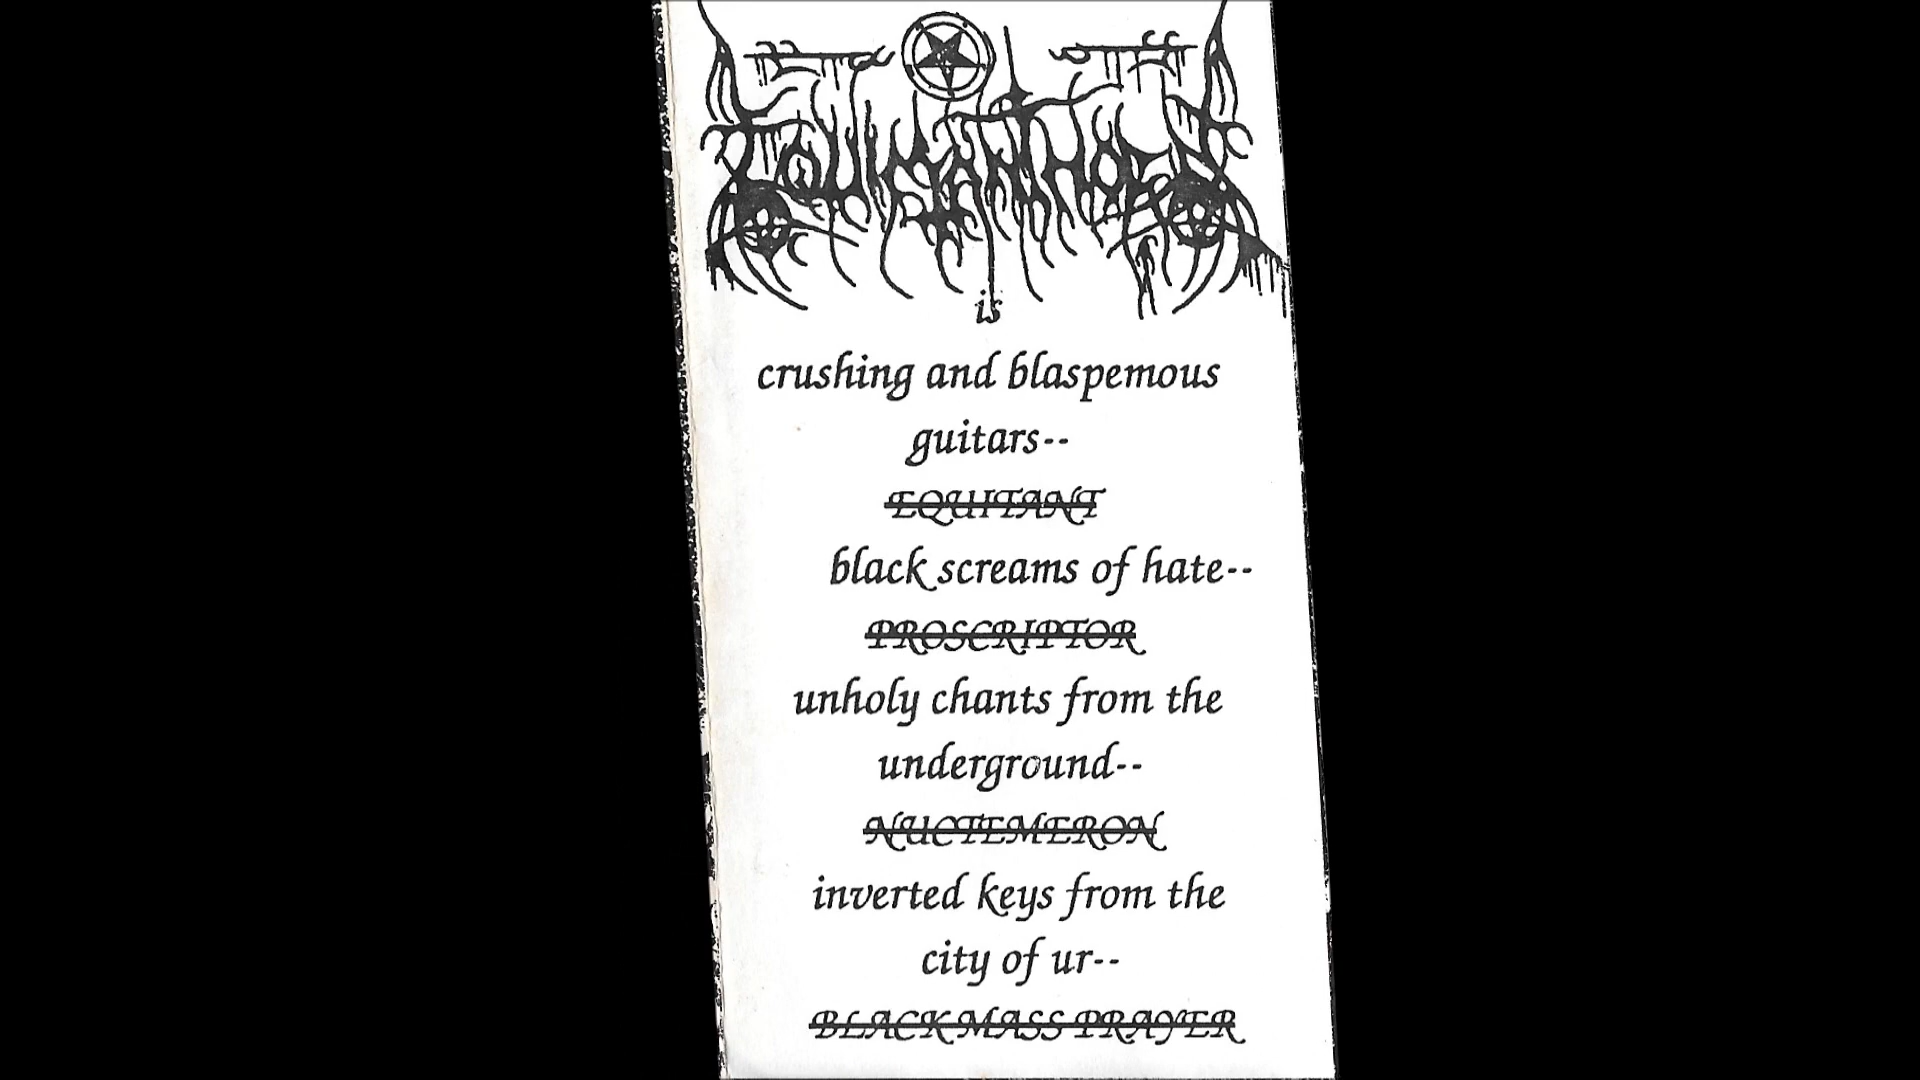 Equimanthorn
is
crushing and blaspemous
guitars--
EQUITANT
black screams of hate--
PROSCRIPTOR
unholy chants from the
underground--
NUCTEMERON
inverted keys from the
city of ur--
BLACK MASS PRAYER